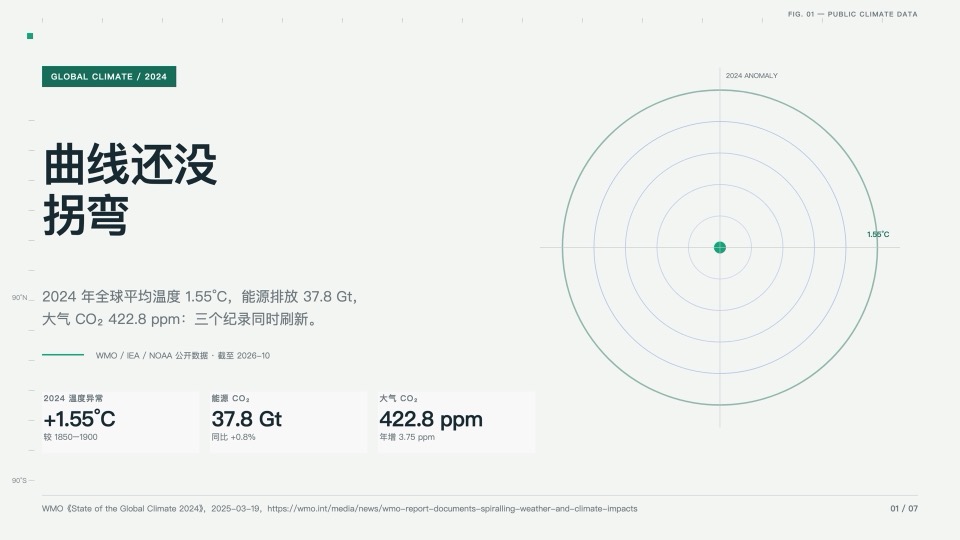 FIG. 01 — PUBLIC CLIMATE DATA
GLOBAL CLIMATE / 2024
2024 ANOMALY
曲线还没
拐弯
1.55°C
90°N
2024 年全球平均温度 1.55°C，能源排放 37.8 Gt，
大气 CO₂ 422.8 ppm：三个纪录同时刷新。
WMO / IEA / NOAA 公开数据 · 截至 2026-10
2024 温度异常
+1.55°C
较 1850—1900
能源 CO₂
37.8 Gt
同比 +0.8%
大气 CO₂
422.8 ppm
年增 3.75 ppm
90°S
WMO《State of the Global Climate 2024》，2025-03-19，https://wmo.int/media/news/wmo-report-documents-spiralling-weather-and-climate-impacts
01 / 07